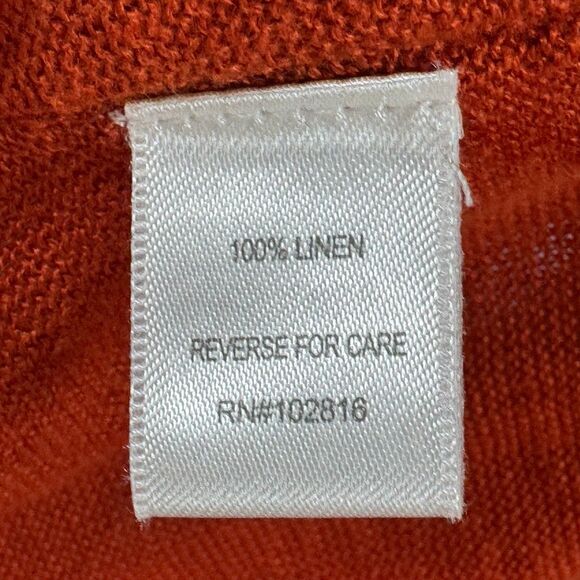 100% LINEN
REVERSE FOR CARE
RN#102816